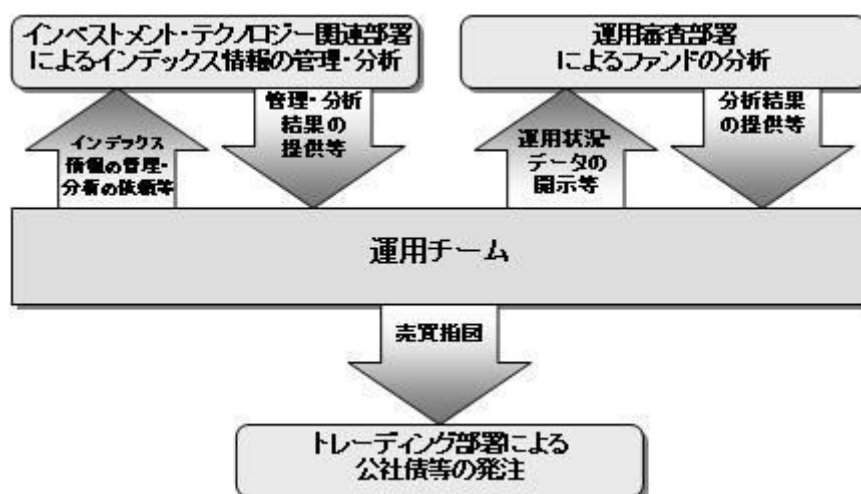 インベストメント・テクノロジー関連部署
によるインデックス情報の管理・分析
運用審査部署
によるファンドの分析
インデックス
情報の管理・
分析の依頼等
管理・分析
結果の
提供等
運用状況・
データの
開示等
分析結果
の提供等
運用チーム
売買指図
トレーディング部署による
公社債等の発注